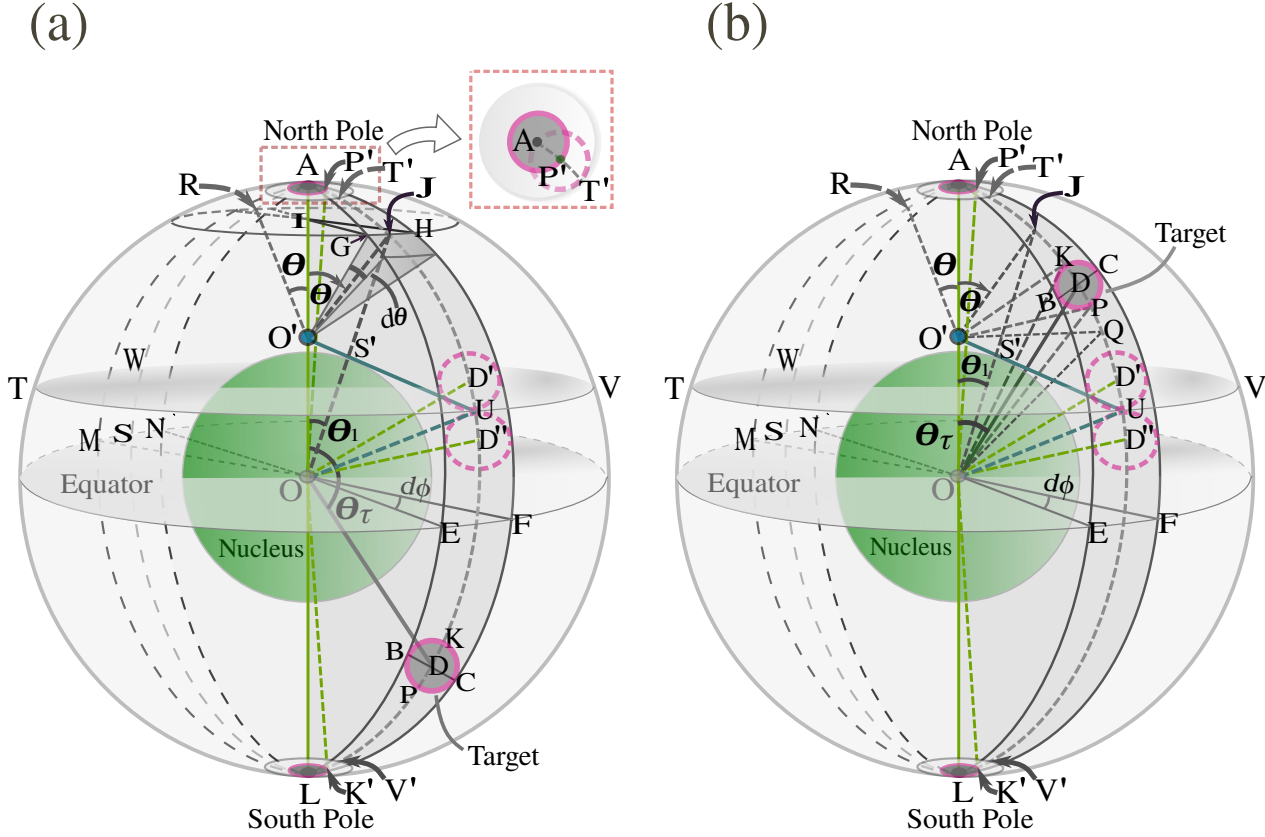 (a)
North Pole
A
P'
T'
R
J
A
P'
T'
I
G
H
θ
θ
dθ
O'
S'
W
T
V
D'
U
D"
M
S
N
Θ1
Equator
O
dϕ
Θτ
E
F
Nucleus
B
K
D
P
C
Target
L
K'
V'
South Pole
(b)
North Pole
A
P'
T'
R
J
Target
K
C
D
B
P
θ
θ
Q
O'
S'
W
Θ1
T
V
D'
U
D"
M
S
N
Θτ
Equator
O
dϕ
E
F
Nucleus
L
K'
V'
South Pole